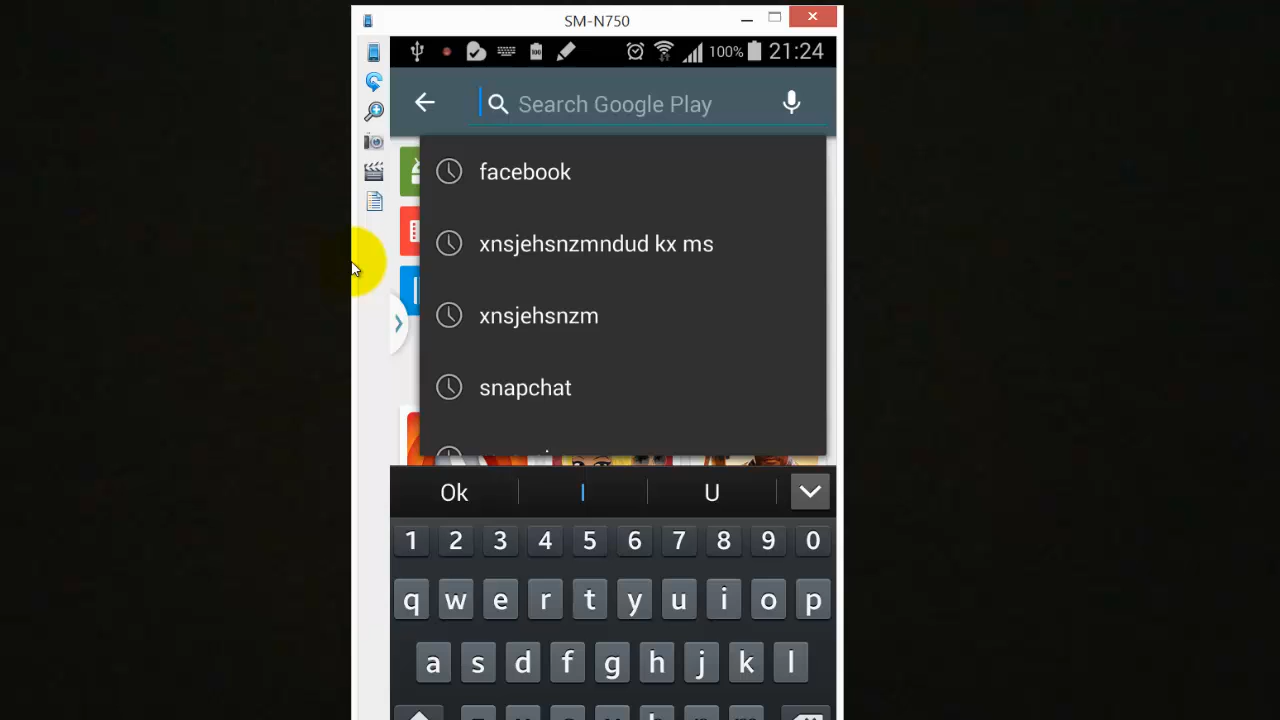 SM-N750
100% 21:24
Search Google Play
facebook
xnsjehsnzmndud kx ms
xnsjehsnzm
snapchat
Ok I U
1 2 3 4 5 6 7 8 9 0
q w e r t y u i o p
a s d f g h j k l